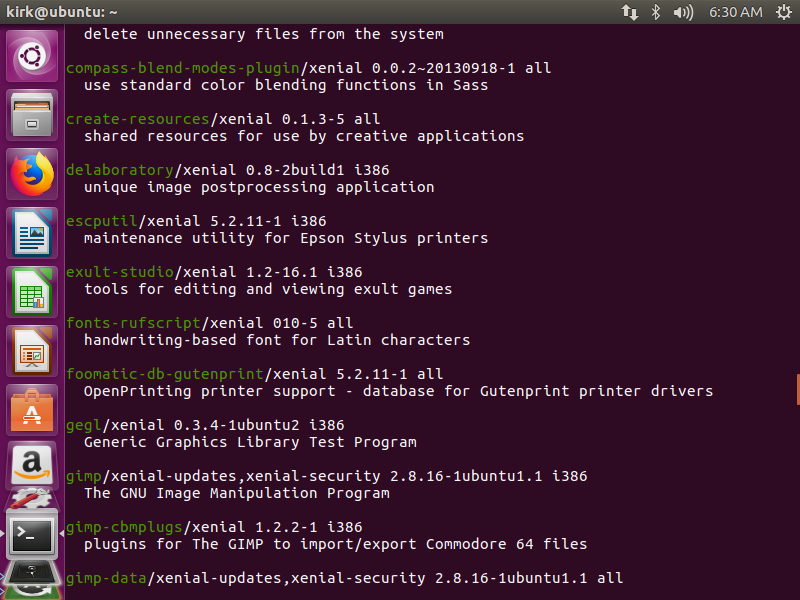 kirk@ubuntu: ~
6:30 AM
delete unnecessary files from the system
compass-blend-modes-plugin/xenial 0.0.2~20130918-1 all
use standard color blending functions in Sass
create-resources/xenial 0.1.3-5 all
shared resources for use by creative applications
delaboratory/xenial 0.8-2build1 i386
unique image postprocessing application
escputil/xenial 5.2.11-1 i386
maintenance utility for Epson Stylus printers
exult-studio/xenial 1.2-16.1 i386
tools for editing and viewing exult games
fonts-rufscript/xenial 010-5 all
handwriting-based font for Latin characters
foomatic-db-gutenprint/xenial 5.2.11-1 all
OpenPrinting printer support - database for Gutenprint printer drivers
gegl/xenial 0.3.4-1ubuntu2 i386
Generic Graphics Library Test Program
gimp/xenial-updates,xenial-security 2.8.16-1ubuntu1.1 i386
The GNU Image Manipulation Program
gimp-cbmplugs/xenial 1.2.2-1 i386
plugins for The GIMP to import/export Commodore 64 files
gimp-data/xenial-updates,xenial-security 2.8.16-1ubuntu1.1 all